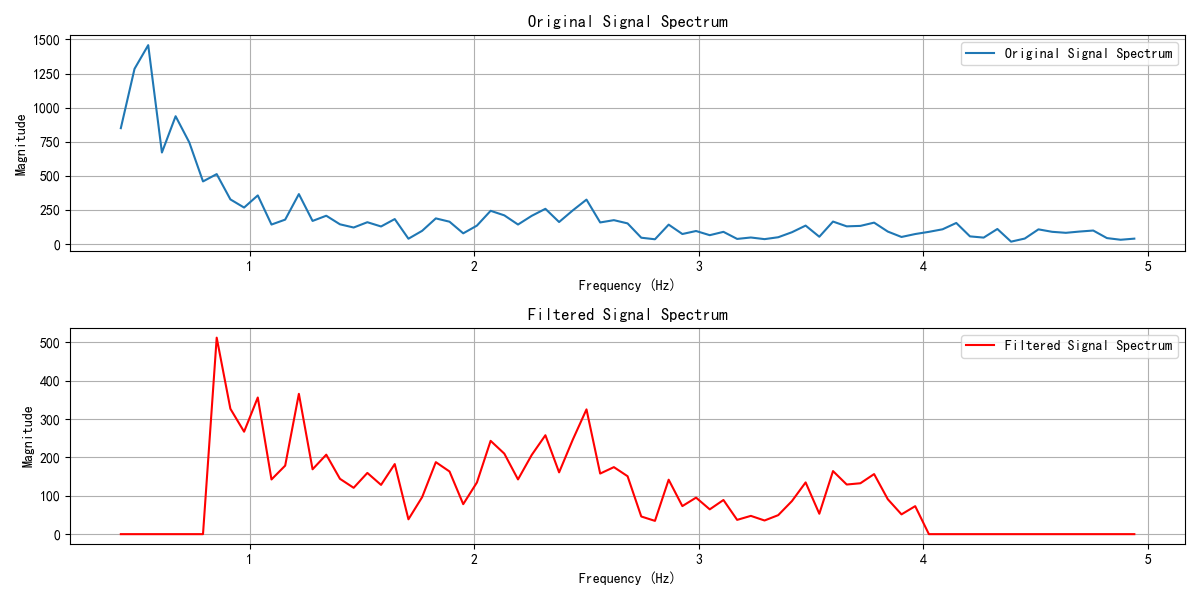 Original Signal Spectrum
1500
1250
1000
750
500
250
0
Magnitude
Original Signal Spectrum
1 2 3 4 5
Frequency (Hz)
Filtered Signal Spectrum
500
400
300
200
100
0
Magnitude
Filtered Signal Spectrum
1 2 3 4 5
Frequency (Hz)